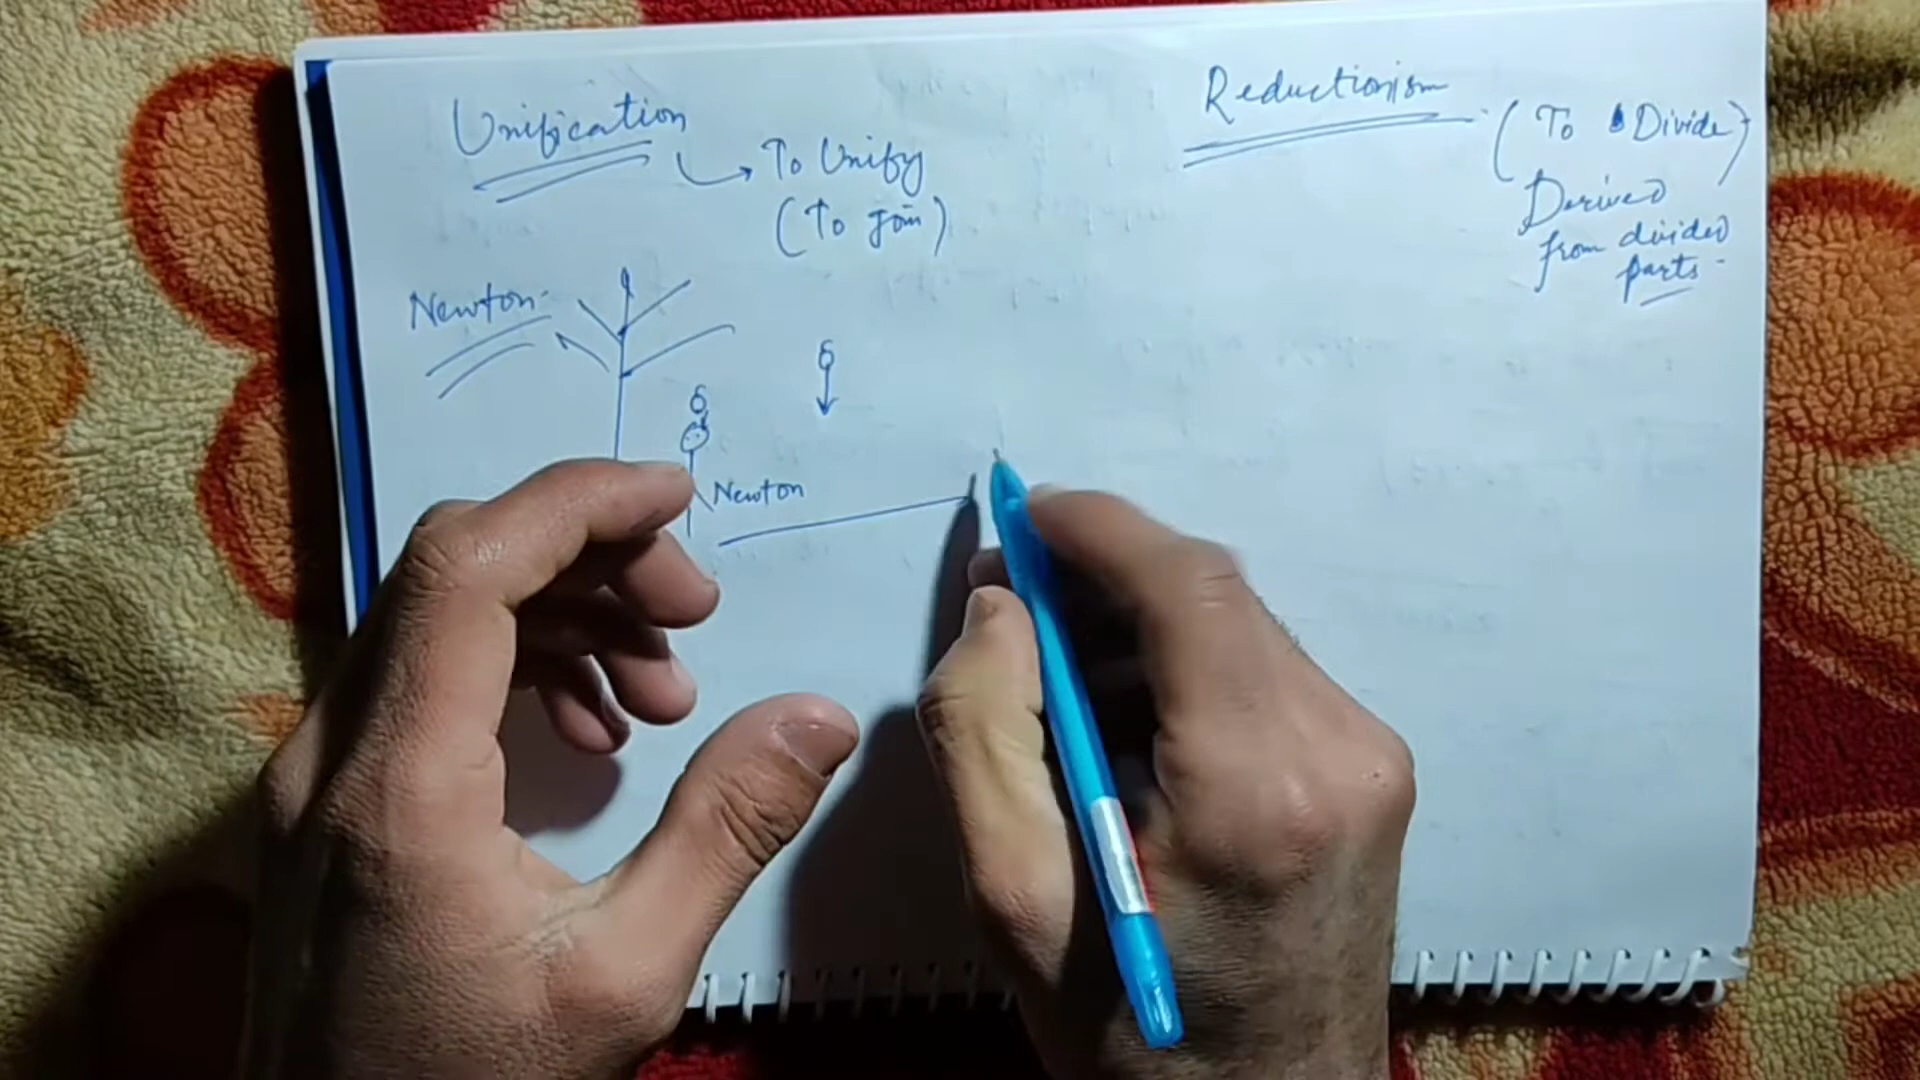 Unification
To Unify
(To Join)
Newton
Newton
Reductionism
(To Divide)
Derived
from divided
parts